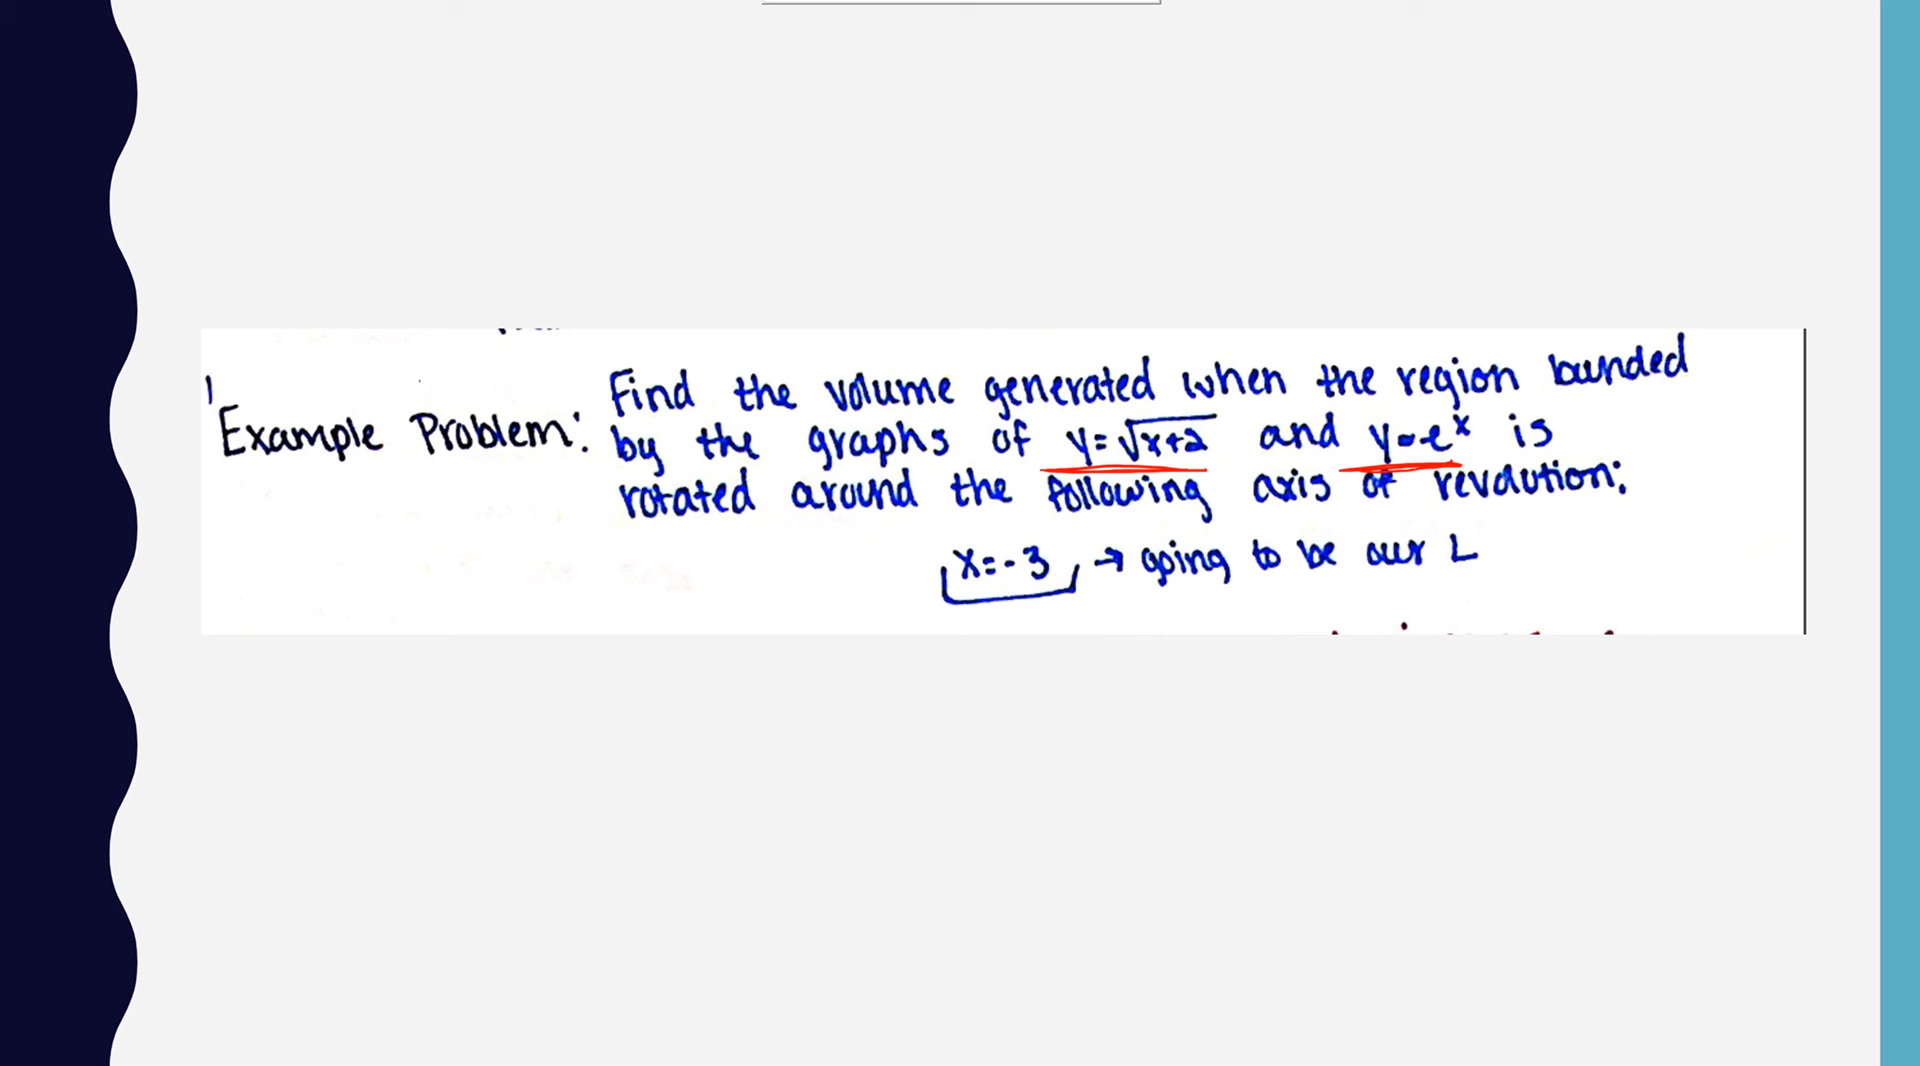 Find the volume generated when the region bunded
Example Problem: by the graphs of y=√x+2 and y=e^x is
rotated around the following axis of revolution:
x=-3 → going to be our L